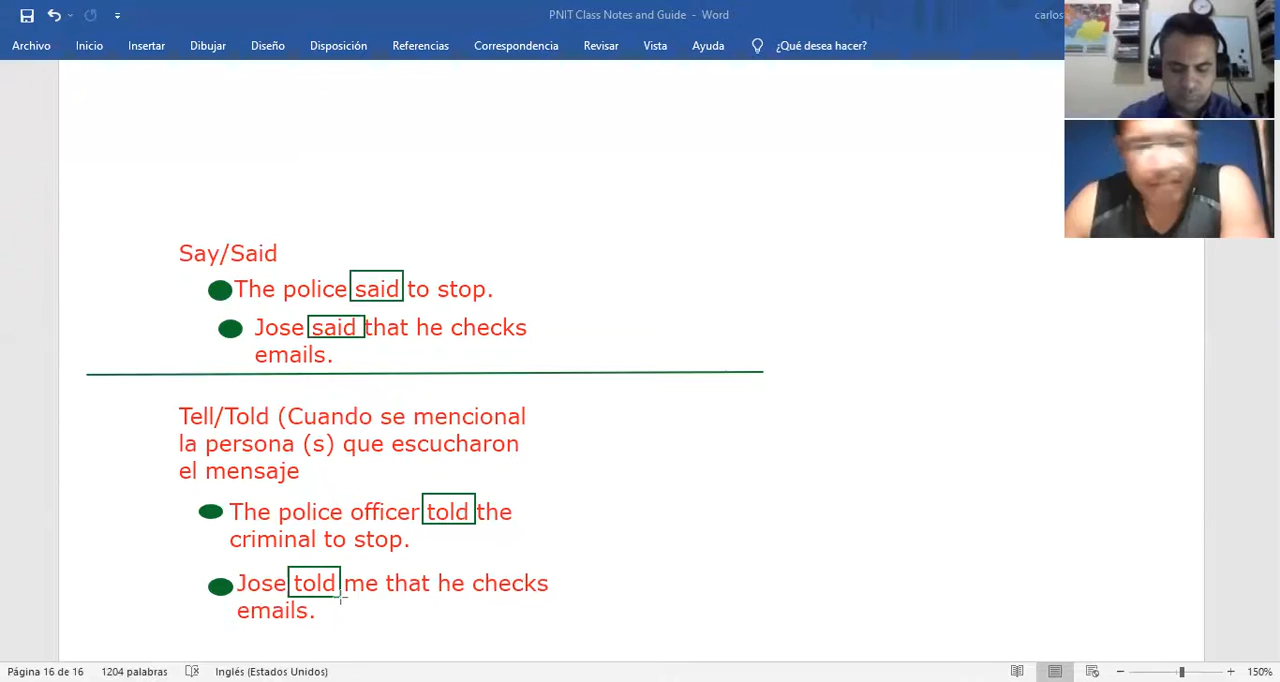 PNIT Class Notes and Guide - Word
carlos
Archivo Inicio Insertar Dibujar Diseño Disposición Referencias Correspondencia Revisar Vista Ayuda ¿Qué desea hacer?
Say/Said
The police said to stop.
Jose said that he checks
emails.
Tell/Told (Cuando se mencional
la persona (s) que escucharon
el mensaje
The police officer told the
criminal to stop.
Jose told me that he checks
emails.
Página 16 de 16 1204 palabras Inglés (Estados Unidos) 150%